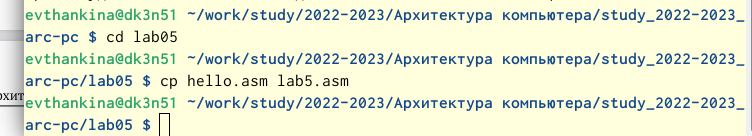 evthankina@dk3n51 ~/work/study/2022-2023/Архитектура компьютера/study_2022-2023_
arc-pc $ cd lab05
evthankina@dk3n51 ~/work/study/2022-2023/Архитектура компьютера/study_2022-2023_
arc-pc/lab05 $ cp hello.asm lab5.asm
evthankina@dk3n51 ~/work/study/2022-2023/Архитектура компьютера/study_2022-2023_
arc-pc/lab05 $